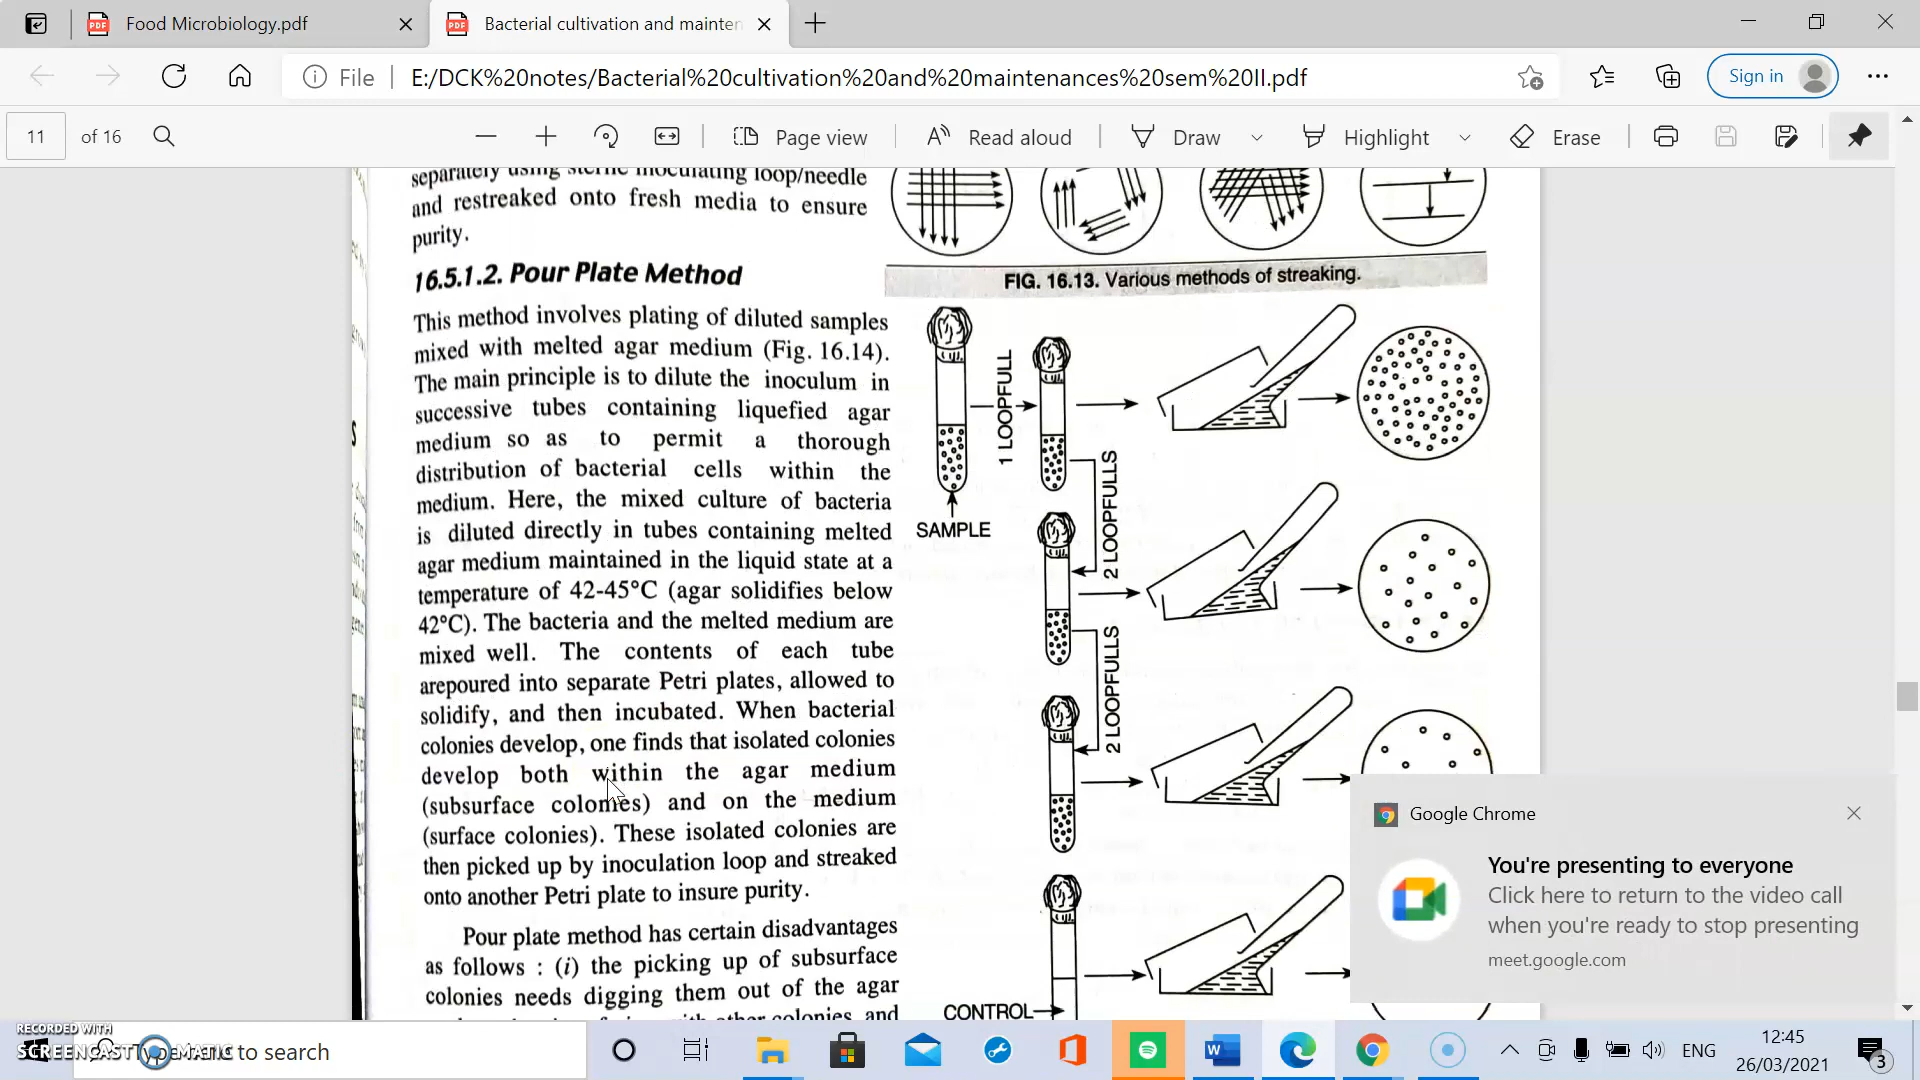 Food Microbiology.pdf
Bacterial cultivation and mainten
File
E:/DCK%20notes/Bacterial%20cultivation%20and%20maintenances%20sem%20II.pdf
Sign in
11
of 16
Page view
Read aloud
Draw
Highlight
Erase
separately using sterile inoculating loop/needle
and restreaked onto fresh media to ensure
purity.
16.5.1.2. Pour Plate Method
This method involves plating of diluted samples
mixed with melted agar medium (Fig. 16.14).
The main principle is to dilute the inoculum in
successive tubes containing liquefied agar
medium so as to permit a thorough
distribution of bacterial cells within the
medium. Here, the mixed culture of bacteria
is diluted directly in tubes containing melted
agar medium maintained in the liquid state at a
temperature of 42-45°C (agar solidifies below
42°C). The bacteria and the melted medium are
mixed well. The contents of each tube
arepoured into separate Petri plates, allowed to
solidify, and then incubated. When bacterial
colonies develop, one finds that isolated colonies
develop both within the agar medium
(subsurface colonies) and on the medium
(surface colonies). These isolated colonies are
then picked up by inoculation loop and streaked
onto another Petri plate to insure purity.
Pour plate method has certain disadvantages
as follows : (i) the picking up of subsurface
colonies needs digging them out of the agar
with other colonies, and
FIG. 16.13. Various methods of streaking.
1 LOOPFULL
SAMPLE
2 LOOPFULLS
2 LOOPFULLS
CONTROL
Google Chrome
You're presenting to everyone
Click here to return to the video call
when you're ready to stop presenting
meet.google.com
RECORDED WITH
SCREENCAST MATIC
Type to search
ENG
12:45
26/03/2021
3